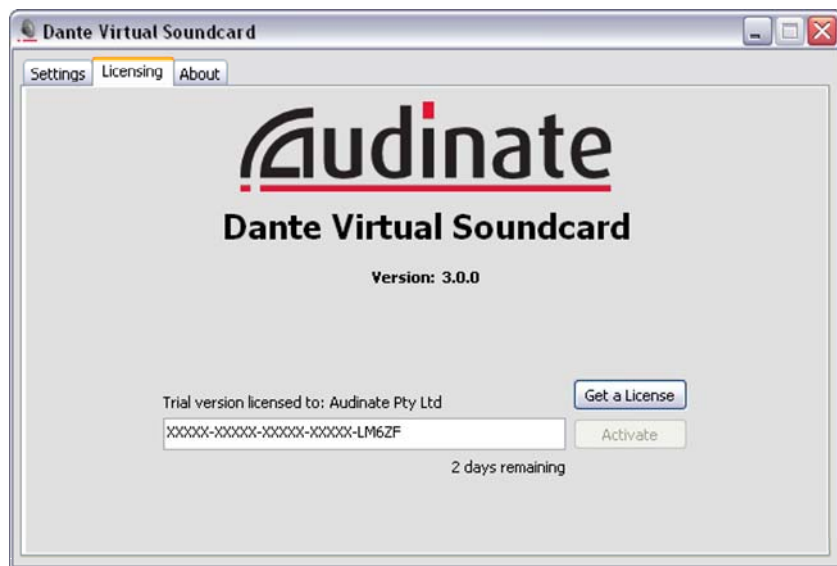 Dante Virtual Soundcard
Settings Licensing About
Audinate
Dante Virtual Soundcard
Version: 3.0.0
Trial version licensed to: Audinate Pty Ltd
Get a License
XXXXX-XXXXX-XXXXX-XXXXX-LM6ZF
Activate
2 days remaining